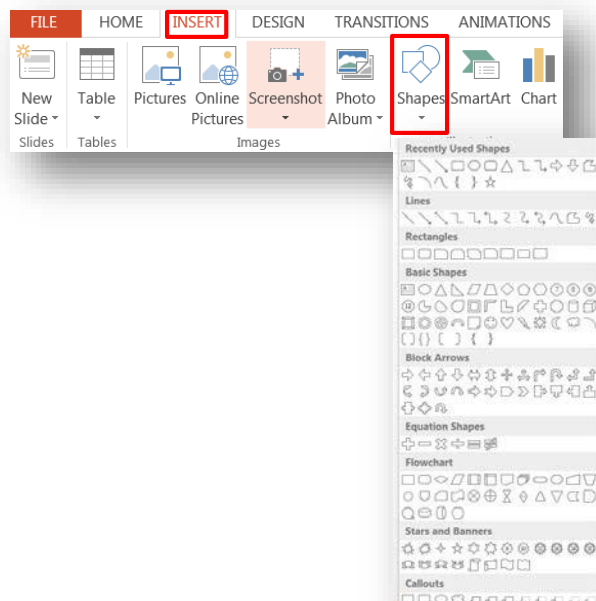 FILE HOME INSERT DESIGN TRANSITIONS ANIMATIONS
New Slide
Table
Pictures
Online Pictures
Screenshot
Photo Album
Shapes
SmartArt
Chart
Slides Tables Images
Recently Used Shapes
Lines
Rectangles
Basic Shapes
Block Arrows
Equation Shapes
Flowchart
Stars and Banners
Callouts